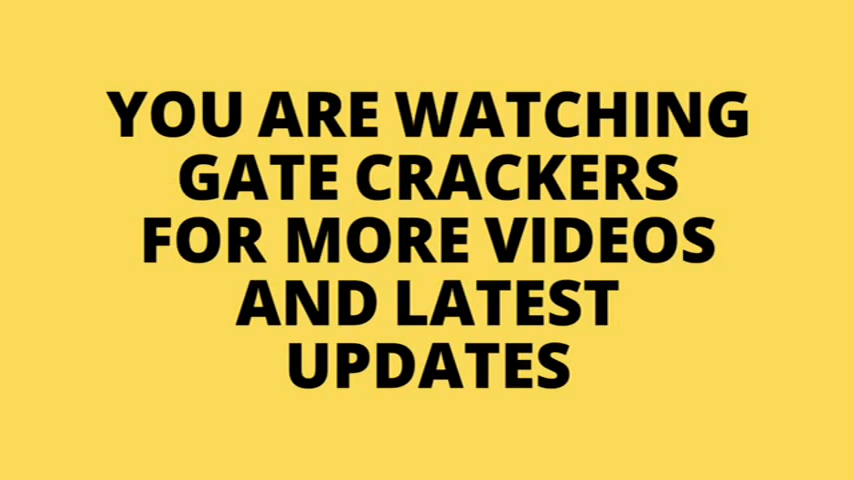 YOU ARE WATCHING
GATE CRACKERS
FOR MORE VIDEOS
AND LATEST
UPDATES